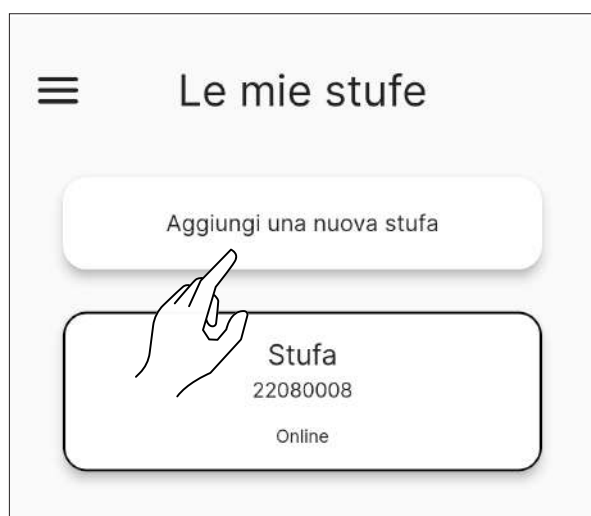 Le mie stufe
Aggiungi una nuova stufa
Stufa
22080008
Online